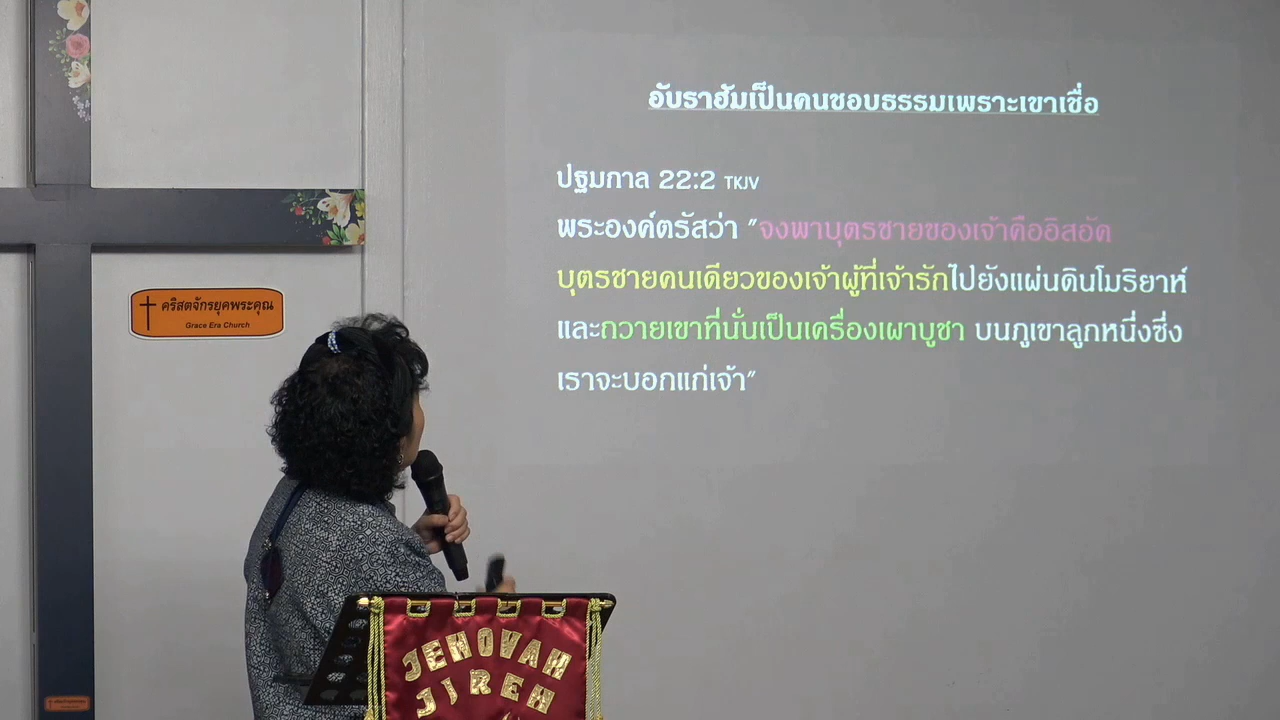 อับราฮัมเป็นคนชอบธรรมเพราะเขาเชื่อ
ปฐมกาล 22:2 TKJV
พระองค์ตรัสว่า "จงพาบุตรชายของเจ้าคืออิสอัค
บุตรชายคนเดียวของเจ้าผู้ที่เจ้ารักไปยังแผ่นดินโมริยาห์
และถวายเขาที่นั่นเป็นเครื่องเผาบูชา บนภูเขาลูกหนึ่งซึ่ง
เราจะบอกแก่เจ้า"
คริสตจักรยุคพระคุณ
Grace Era Church
JEHOVAH
JIREH